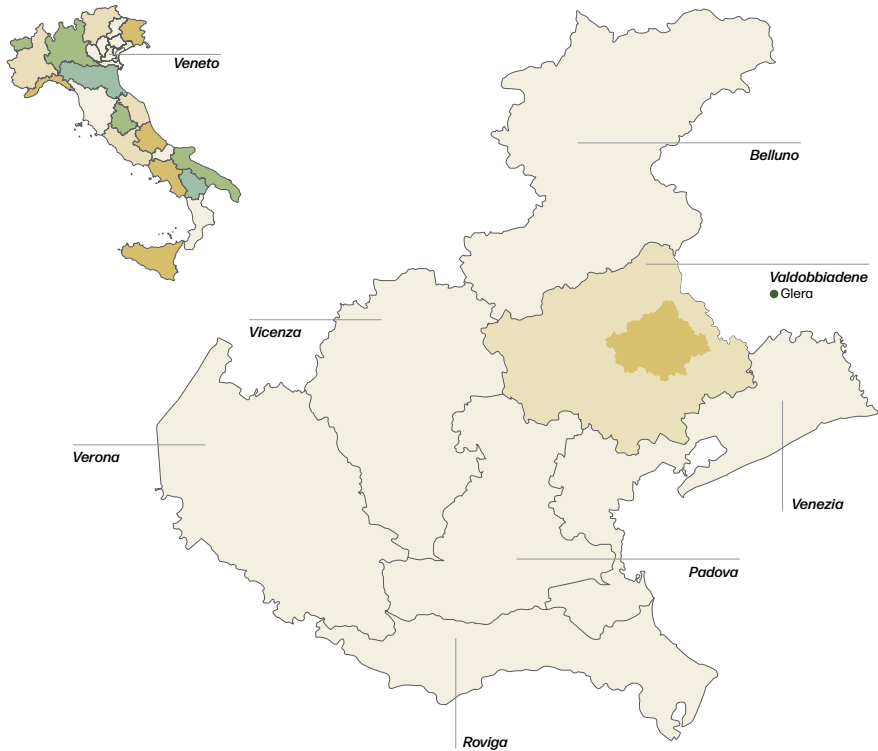 Veneto
Belluno
Valdobbiadene
Glera
Vicenza
Verona
Venezia
Padova
Roviga